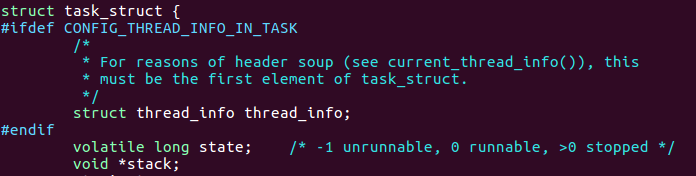 struct task_struct {
#ifdef CONFIG_THREAD_INFO_IN_TASK
        /*
         * For reasons of header soup (see current_thread_info()), this
         * must be the first element of task_struct.
         */
        struct thread_info thread_info;
#endif
        volatile long state;    /* -1 unrunnable, 0 runnable, >0 stopped */
        void *stack;